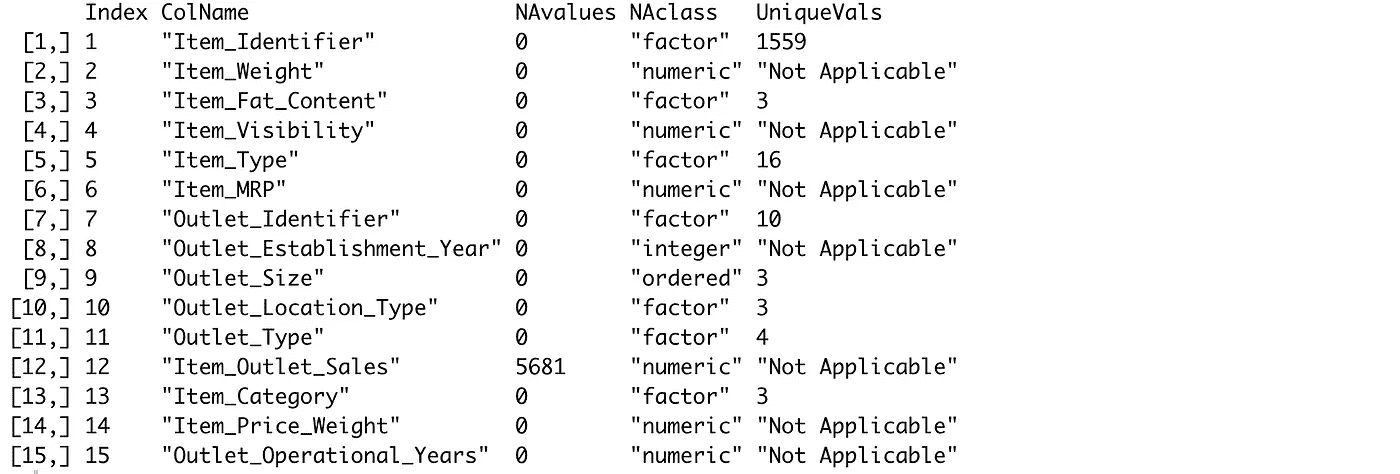 Index ColName NAvalues NAclass UniqueVals
[1,] 1 "Item_Identifier" 0 "factor" 1559
[2,] 2 "Item_Weight" 0 "numeric" "Not Applicable"
[3,] 3 "Item_Fat_Content" 0 "factor" 3
[4,] 4 "Item_Visibility" 0 "numeric" "Not Applicable"
[5,] 5 "Item_Type" 0 "factor" 16
[6,] 6 "Item_MRP" 0 "numeric" "Not Applicable"
[7,] 7 "Outlet_Identifier" 0 "factor" 10
[8,] 8 "Outlet_Establishment_Year" 0 "integer" "Not Applicable"
[9,] 9 "Outlet_Size" 0 "ordered" 3
[10,] 10 "Outlet_Location_Type" 0 "factor" 3
[11,] 11 "Outlet_Type" 0 "factor" 4
[12,] 12 "Item_Outlet_Sales" 5681 "numeric" "Not Applicable"
[13,] 13 "Item_Category" 0 "factor" 3
[14,] 14 "Item_Price_Weight" 0 "numeric" "Not Applicable"
[15,] 15 "Outlet_Operational_Years" 0 "numeric" "Not Applicable"